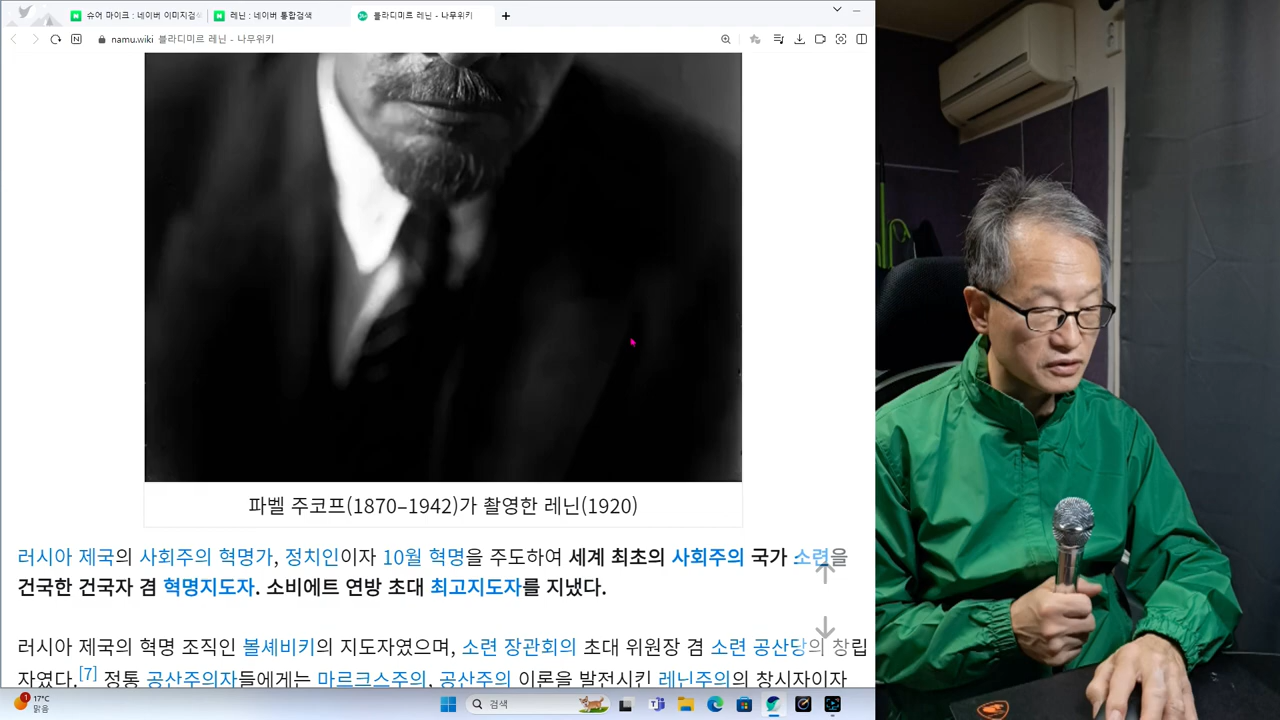 슈어 마이크 : 네이버 이미지검색
레닌 : 네이버 통합검색
블라디미르 레닌 - 나무위키
namu.wiki 블라디미르 레닌 - 나무위키
파벨 주코프(1870–1942)가 촬영한 레닌(1920)
러시아 제국의 사회주의 혁명가, 정치인이자 10월 혁명을 주도하여 세계 최초의 사회주의 국가 소련을
건국한 건국자 겸 혁명지도자. 소비에트 연방 초대 최고지도자를 지냈다.
러시아 제국의 혁명 조직인 볼셰비키의 지도자였으며, 소련 장관회의 초대 위원장 겸 소련 공산당의 창립
자였다.[7] 정통 공산주의자들에게는 마르크스주의, 공산주의 이론을 발전시킨 레닌주의의 창시자이자
1
17°C
맑음
검색